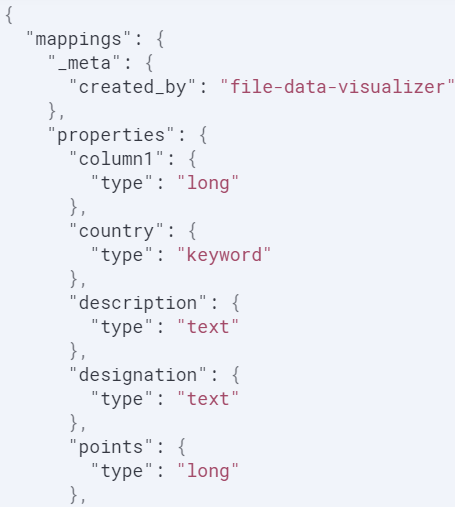 {
  "mappings": {
    "_meta": {
      "created_by": "file-data-visualizer"
    },
    "properties": {
      "column1": {
        "type": "long"
      },
      "country": {
        "type": "keyword"
      },
      "description": {
        "type": "text"
      },
      "designation": {
        "type": "text"
      },
      "points": {
        "type": "long"
      },